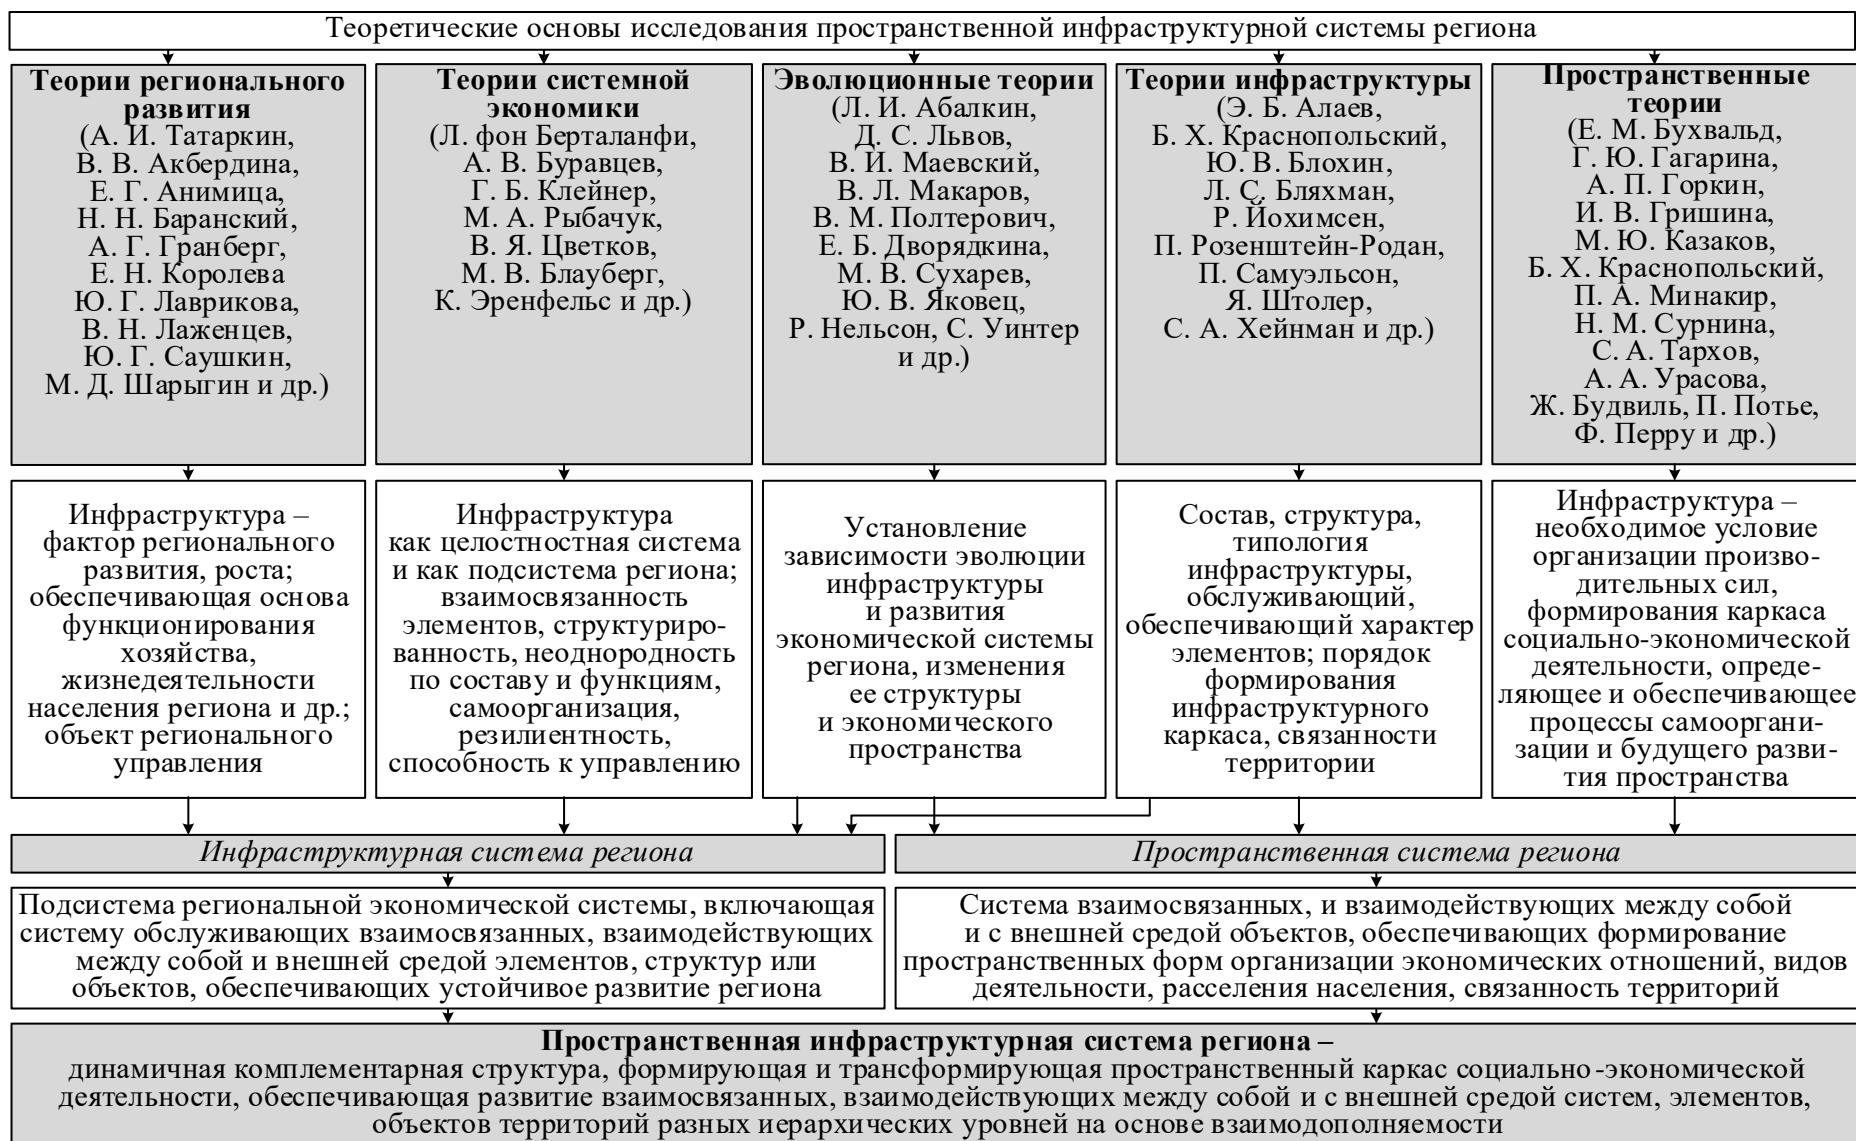 Теоретические основы исследования пространственной инфраструктурной системы региона
Теории регионального
развития
(А. И. Татаркин,
В. В. Акбердина,
Е. Г. Анимица,
Н. Н. Баранский,
А. Г. Гранберг,
Е. Н. Королева
Ю. Г. Лаврикова,
В. Н. Лаженцев,
Ю. Г. Саушкин,
М. Д. Шарыгин и др.)
Теории системной
экономики
(Л. фон Берталанфи,
А. В. Буравцев,
Г. Б. Клейнер,
М. А. Рыбачук,
В. Я. Цветков,
М. В. Блауберг,
К. Эренфельс и др.)
Эволюционные теории
(Л. И. Абалкин,
Д. С. Львов,
В. И. Маевский,
В. Л. Макаров,
В. М. Полтерович,
Е. Б. Дворядкина,
М. В. Сухарев,
Ю. В. Яковец,
Р. Нельсон, С. Уинтер
и др.)
Теории инфраструктуры
(Э. Б. Алаев,
Б. Х. Краснопольский,
Ю. В. Блохин,
Л. С. Бляхман,
Р. Йохимсен,
П. Розенштейн-Родан,
П. Самуэльсон,
Я. Штолер,
С. А. Хейнман и др.)
Пространственные
теории
(Е. М. Бухвальд,
Г. Ю. Гагарина,
А. П. Горкин,
И. В. Гришина,
М. Ю. Казаков,
Б. Х. Краснопольский,
П. А. Минакир,
Н. М. Сурнина,
С. А. Тархов,
А. А. Урасова,
Ж. Будвиль, П. Потье,
Ф. Перру и др.)
Инфраструктура –
фактор регионального
развития, роста;
обеспечивающая основа
функционирования
хозяйства,
жизнедеятельности
населения региона и др.;
объект регионального
управления
Инфраструктура
как целостностная система
и как подсистема региона;
взаимосвязанность
элементов, структуриро-
ванность, неоднородность
по составу и функциям,
самоорганизация,
резилиентность,
способность к управлению
Установление
зависимости эволюции
инфраструктуры
и развития
экономической системы
региона, изменения
ее структуры
и экономического
пространства
Состав, структура,
типология
инфраструктуры,
обслуживающий,
обеспечивающий характер
элементов; порядок
формирования
инфраструктурного
каркаса, связанности
территории
Инфраструктура –
необходимое условие
организации произво-
дительных сил,
формирования каркаса
социально-экономической
деятельности, опреде-
ляющее и обеспечивающее
процессы самооргани-
зации и будущего разви-
тия пространства
Инфраструктурная система региона
Пространственная система региона
Подсистема региональной экономической системы, включающая
систему обслуживающих взаимосвязанных, взаимодействующих
между собой и внешней средой элементов, структур или
объектов, обеспечивающих устойчивое развитие региона
Система взаимосвязанных, и взаимодействующих между собой
и с внешней средой объектов, обеспечивающих формирование
пространственных форм организации экономических отношений, видов
деятельности, расселения населения, связанность территорий
Пространственная инфраструктурная система региона –
динамичная комплементарная структура, формирующая и трансформирующая пространственный каркас социально-экономической
деятельности, обеспечивающая развитие взаимосвязанных, взаимодействующих между собой и с внешней средой систем, элементов,
объектов территорий разных иерархических уровней на основе взаимодополняемости